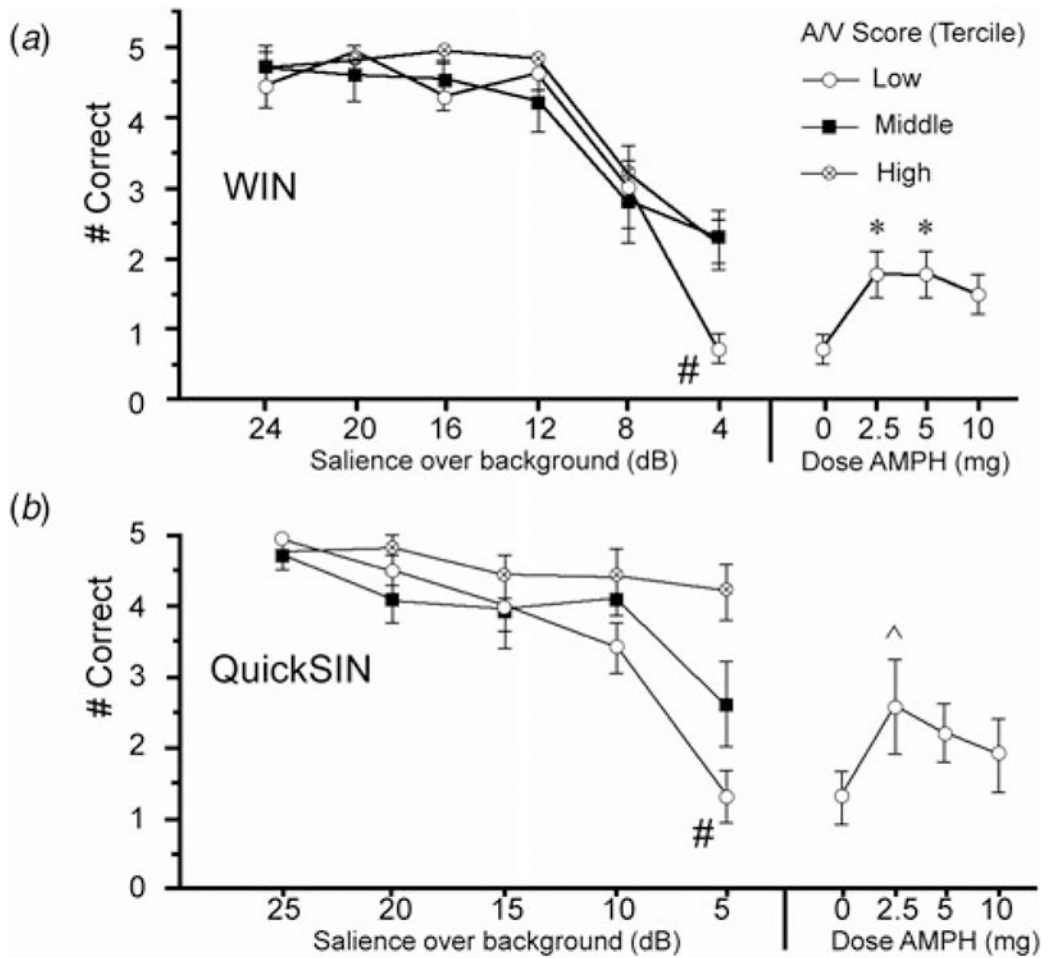 (a)
A/V Score (Tercile)
Low
Middle
High
# Correct
5
4
3
2
1
0
WIN
#
* *
24 20 16 12 8 4
0 2.5 5 10
Salience over background (dB)
Dose AMPH (mg)
(b)
# Correct
5
4
3
2
1
0
QuickSIN
#
^
25 20 15 10 5
0 2.5 5 10
Salience over background (dB)
Dose AMPH (mg)